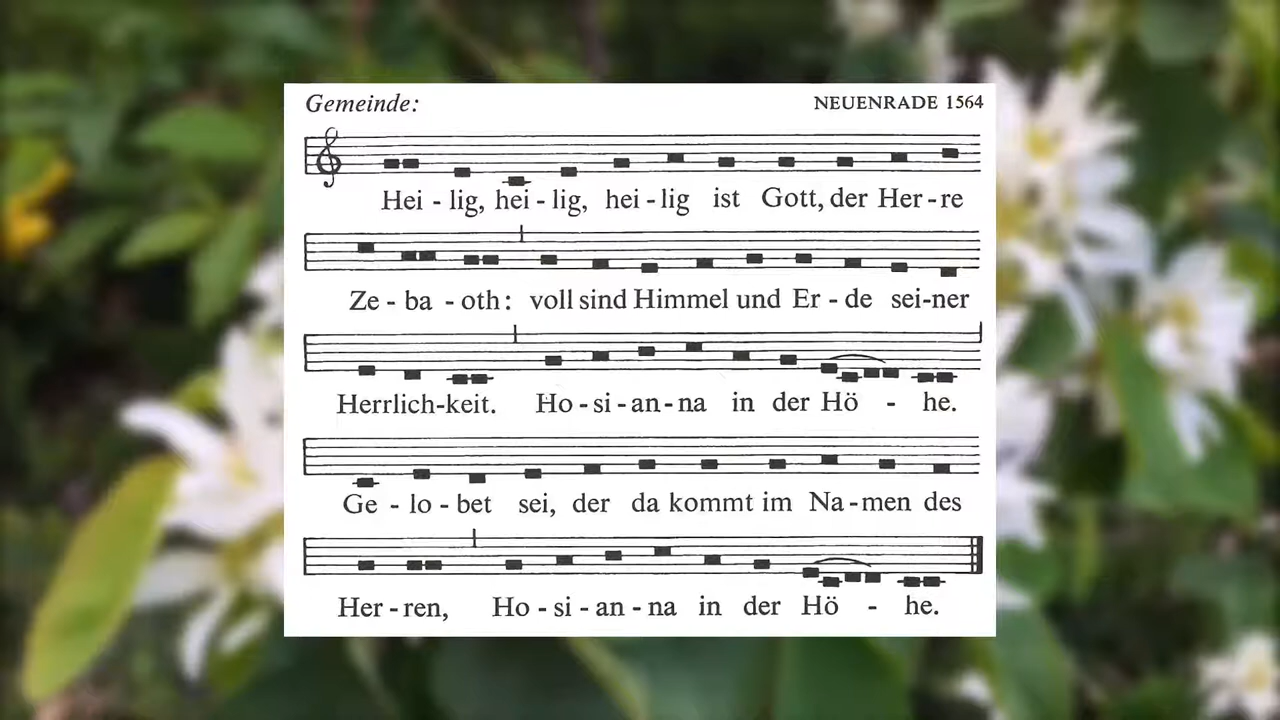 Gemeinde: NEUENRADE 1564
Hei - lig, hei - lig, hei - lig ist Gott, der Her - re
Ze - ba - oth: voll sind Himmel und Er - de sei-ner
Herrlich-keit. Ho - si - an - na in der Hö - he.
Ge - lo - bet sei, der da kommt im Na - men des
Her - ren, Ho - si - an - na in der Hö - he.